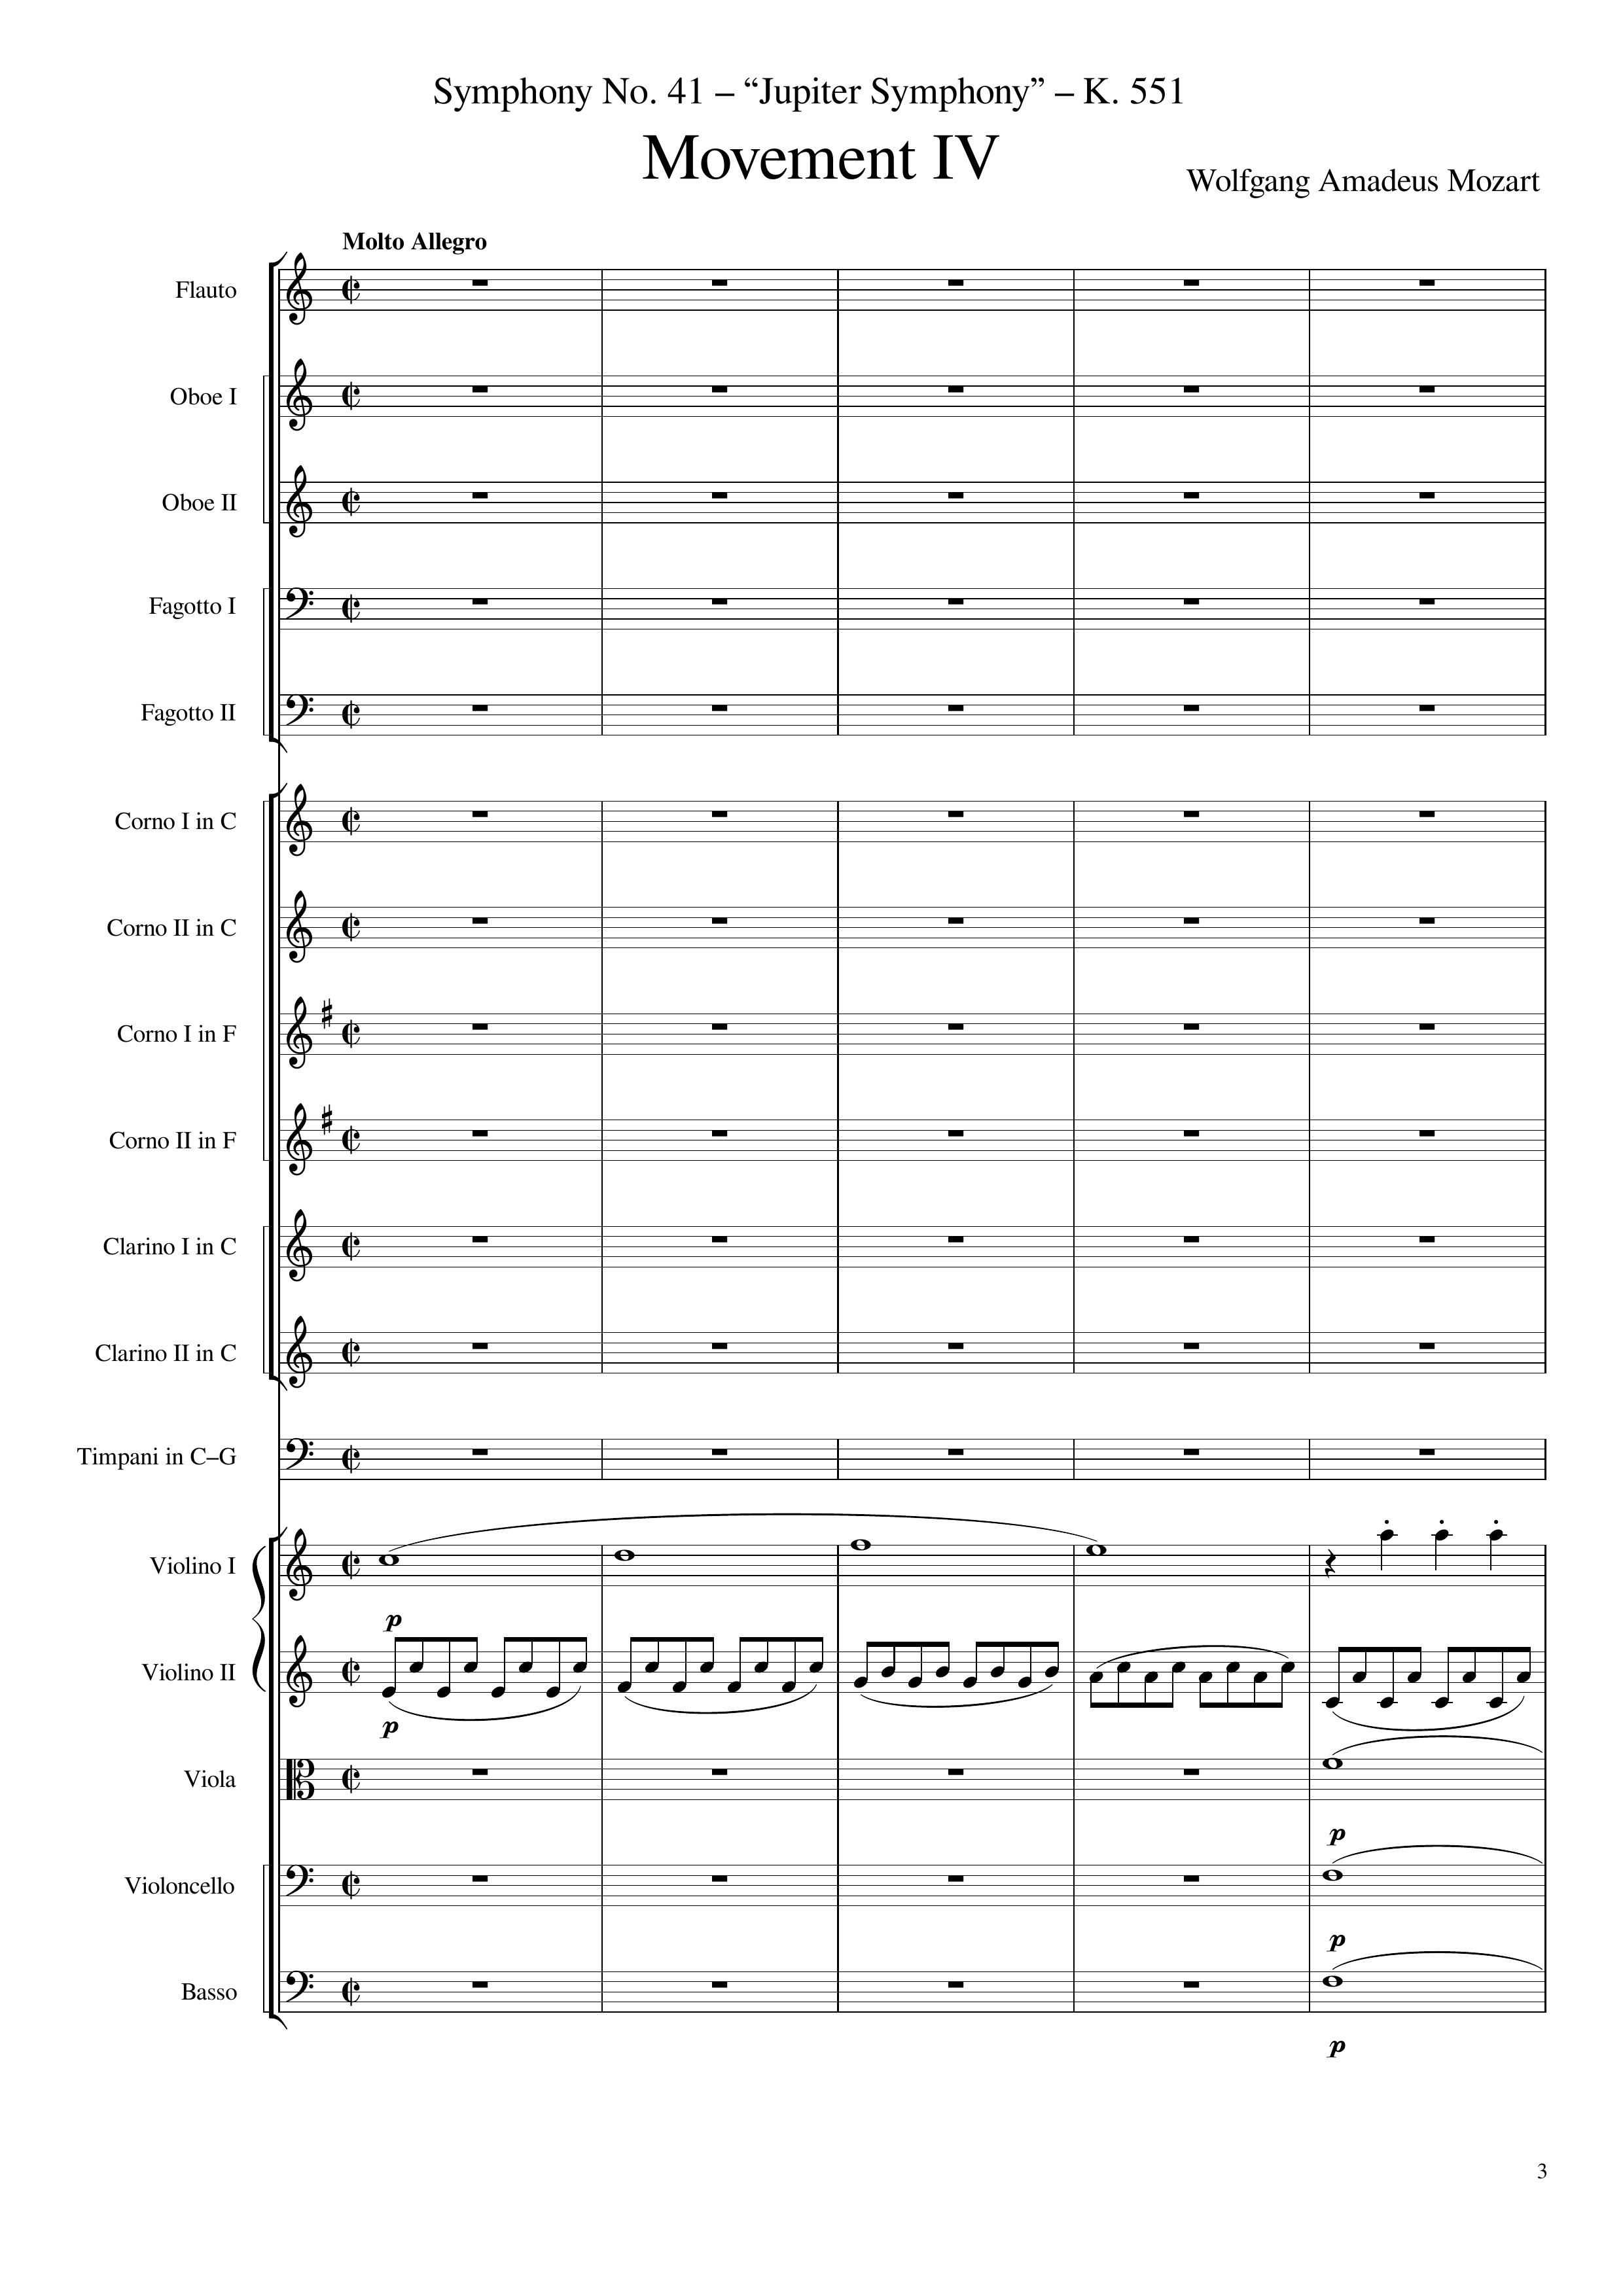 Symphony No. 41 – “Jupiter Symphony” – K. 551
Movement IV
Wolfgang Amadeus Mozart
Molto Allegro
Flauto
Oboe I
Oboe II
Fagotto I
Fagotto II
Corno I in C
Corno II in C
Corno I in F
Corno II in F
Clarino I in C
Clarino II in C
Timpani in C–G
Violino I
p
Violino II
p
Viola
p
Violoncello
p
Basso
p
3